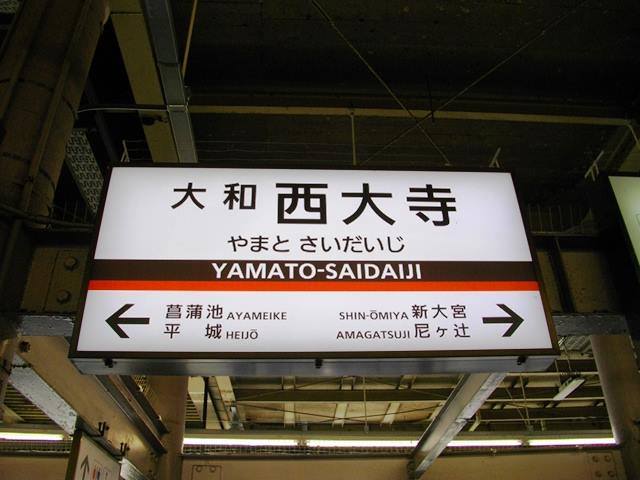 大和 西大寺
やまと さいだいじ
YAMATO-SAIDAIJI
菖蒲池 AYAMEIKE
平城 HEIJŌ
SHIN-ŌMIYA 新大宮
AMAGATSUJI 尼ヶ辻